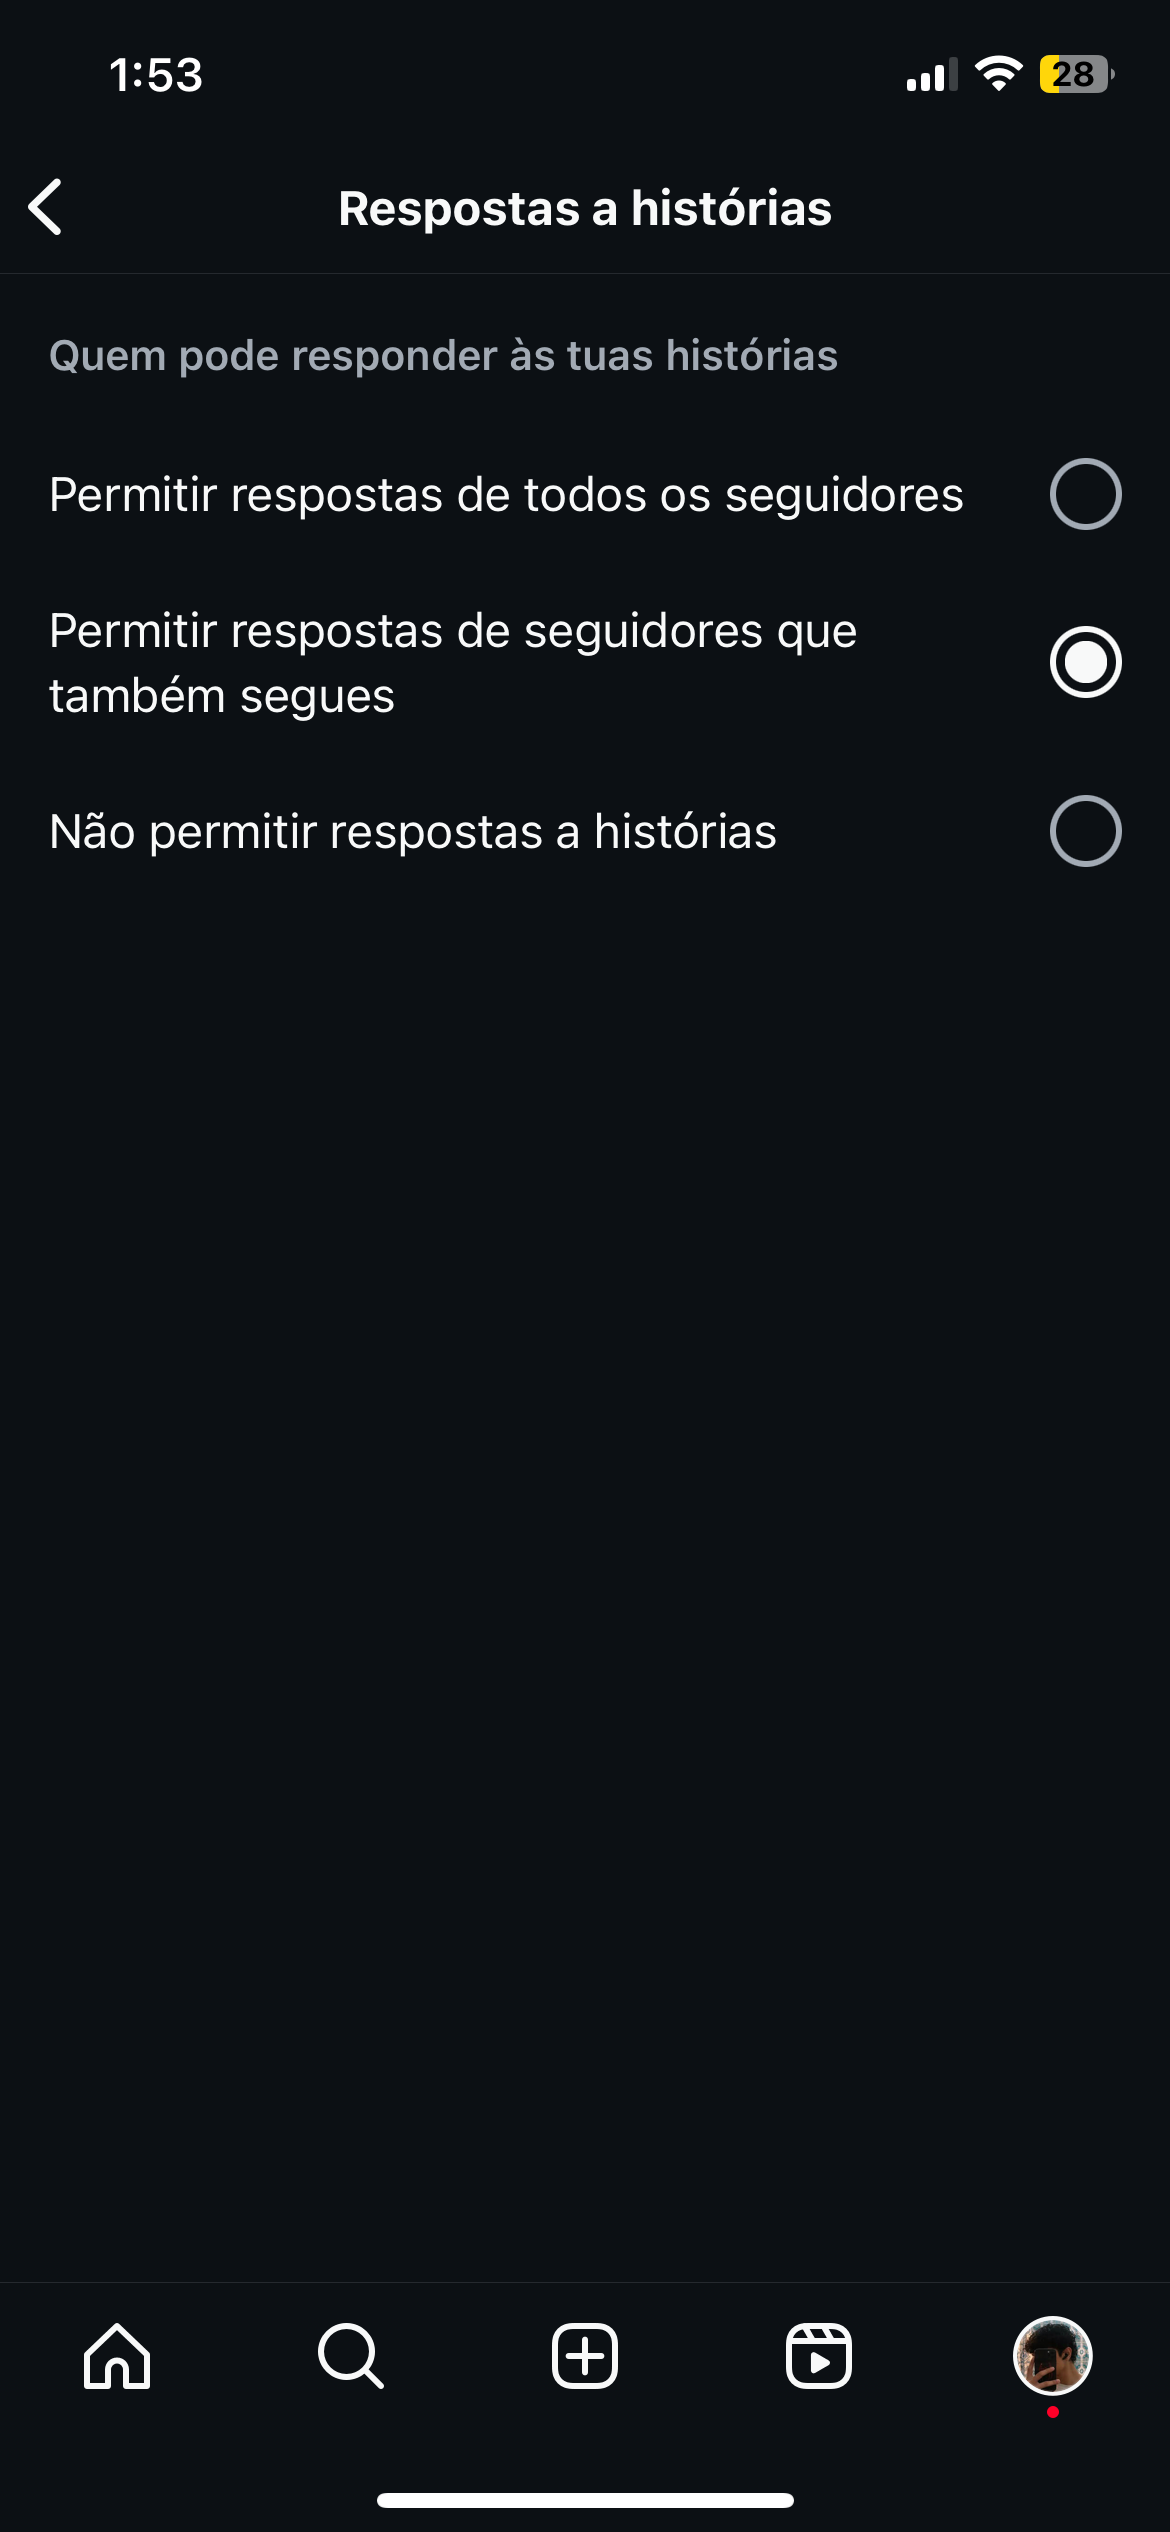 1:53
28
Respostas a histórias
Quem pode responder às tuas histórias
Permitir respostas de todos os seguidores
Permitir respostas de seguidores que
também segues
Não permitir respostas a histórias